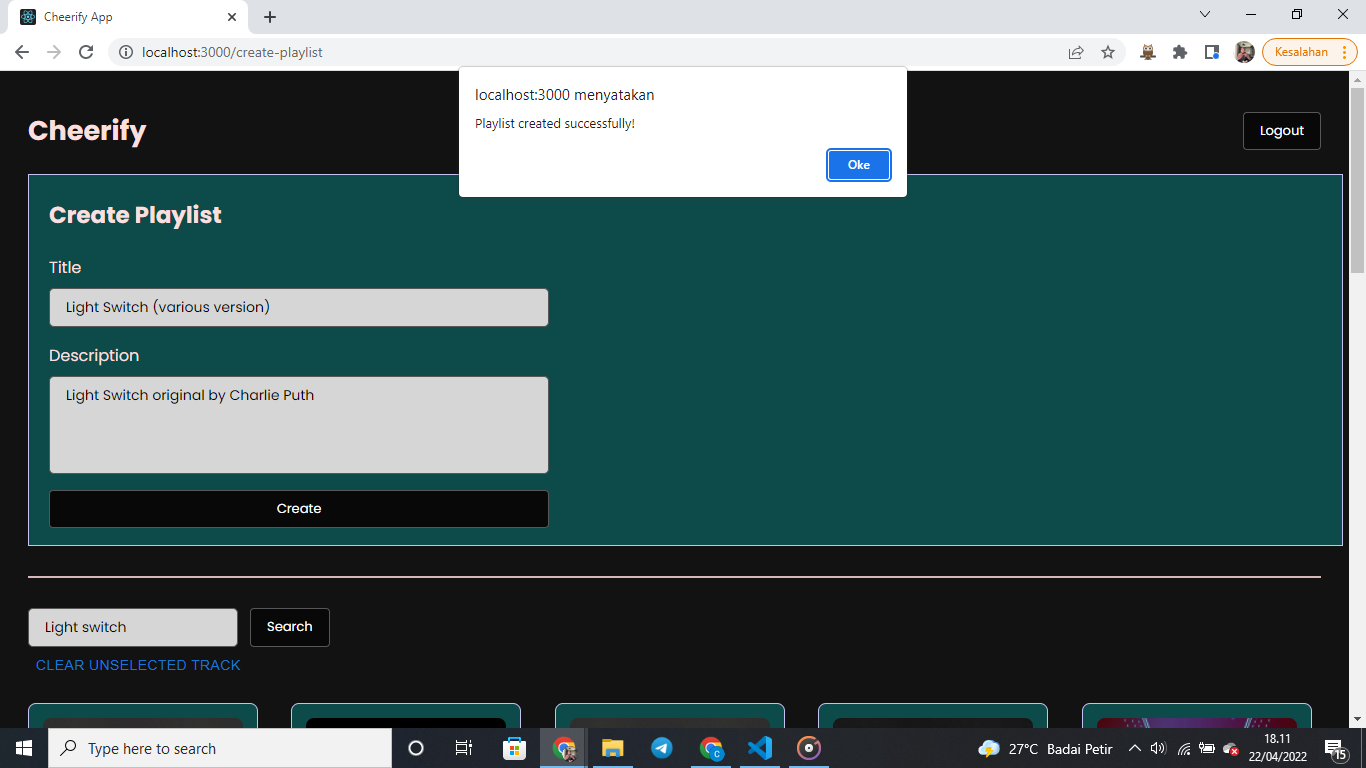 Cheerify App
localhost:3000/create-playlist
Kesalahan
localhost:3000 menyatakan
Playlist created successfully!
Oke
Cheerify
Logout
Create Playlist
Title
Light Switch (various version)
Description
Light Switch original by Charlie Puth
Create
Light switch
Search
CLEAR UNSELECTED TRACK
Type here to search
27°C Badai Petir
18.11
22/04/2022
15